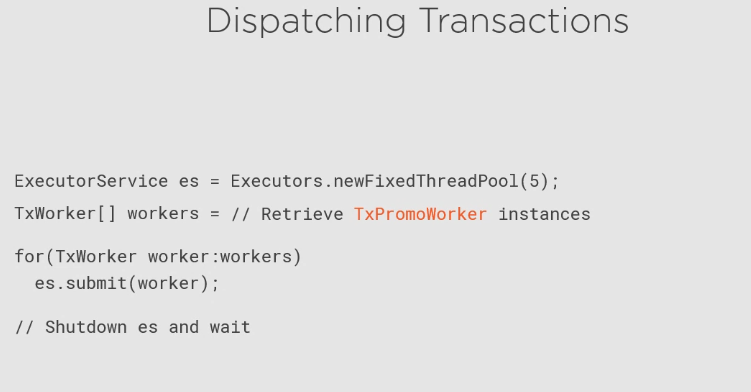 Dispatching Transactions
ExecutorService es = Executors.newFixedThreadPool(5);
TxWorker[] workers = // Retrieve TxPromoWorker instances
for(TxWorker worker:workers)
  es.submit(worker);
// Shutdown es and wait